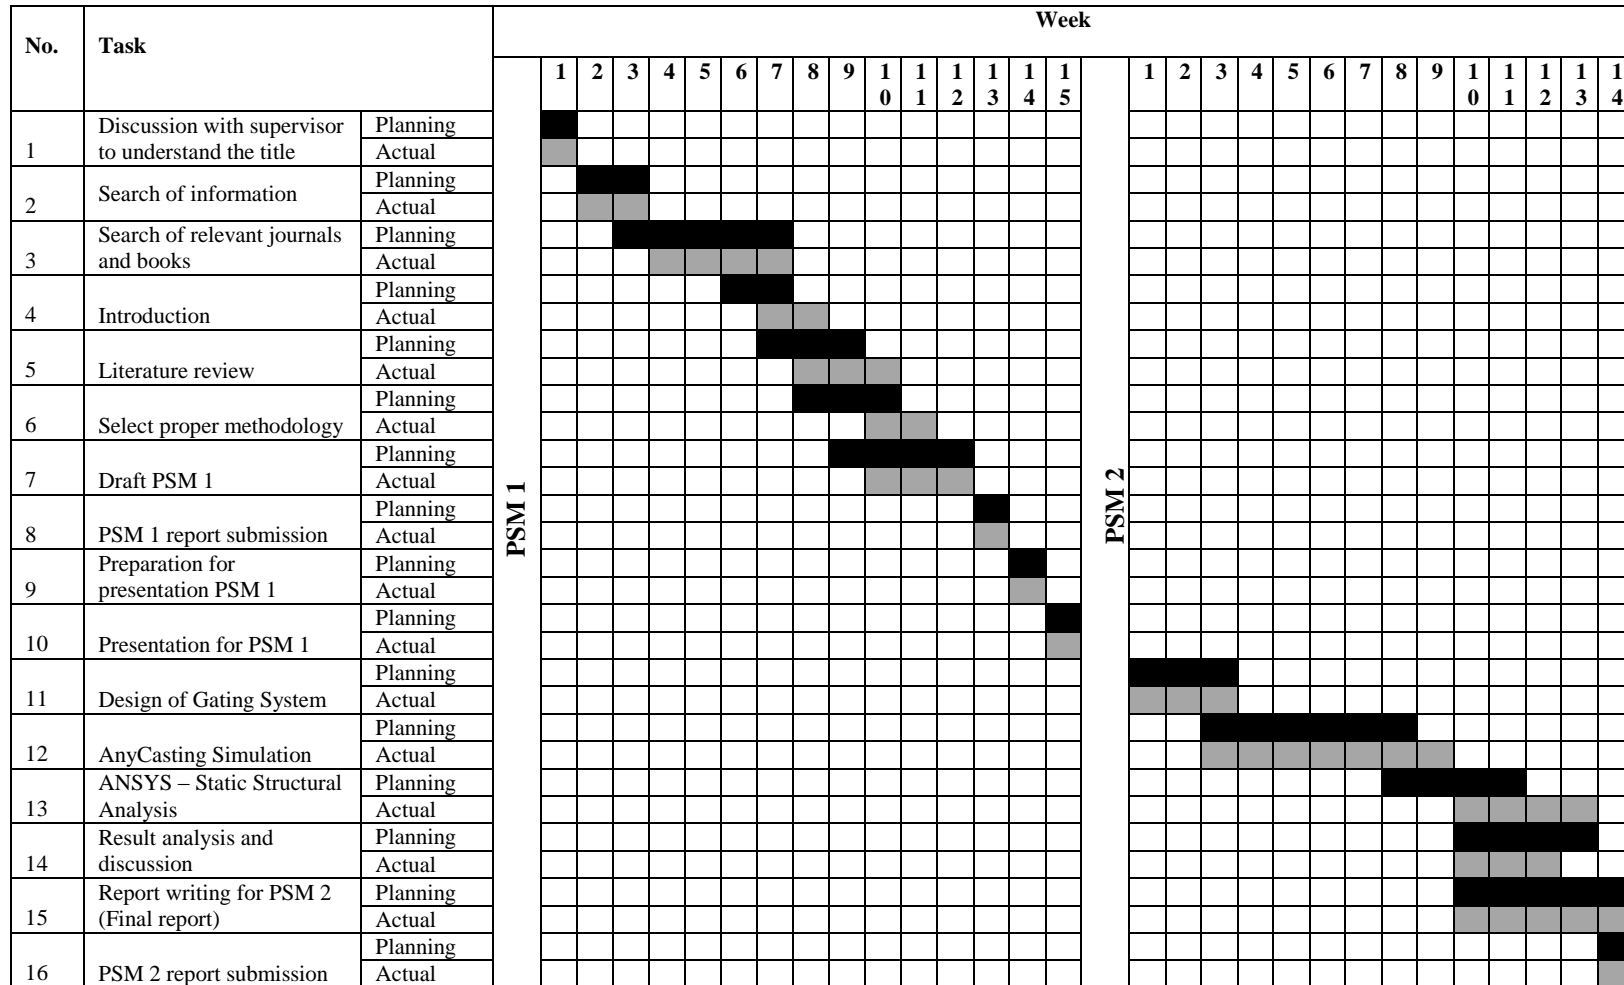 Week
No. Task
1 2 3 4 5 6 7 8 9 1 1 1 1 1 1 1 2 3 4 5 6 7 8 9 1 1 1 1 1
0 1 2 3 4 5 0 1 2 3 4
Discussion with supervisor Planning
1 to understand the title Actual
Planning
2 Search of information Actual
Search of relevant journals Planning
3 and books Actual
Planning
4 Introduction Actual
Planning
5 Literature review Actual
Planning
6 Select proper methodology Actual
Planning
7 Draft PSM 1 Actual
PSM 1
PSM 2
Planning
8 PSM 1 report submission Actual
Preparation for Planning
9 presentation PSM 1 Actual
Planning
10 Presentation for PSM 1 Actual
Planning
11 Design of Gating System Actual
Planning
12 AnyCasting Simulation Actual
ANSYS – Static Structural Planning
13 Analysis Actual
Result analysis and Planning
14 discussion Actual
Report writing for PSM 2 Planning
15 (Final report) Actual
Planning
16 PSM 2 report submission Actual